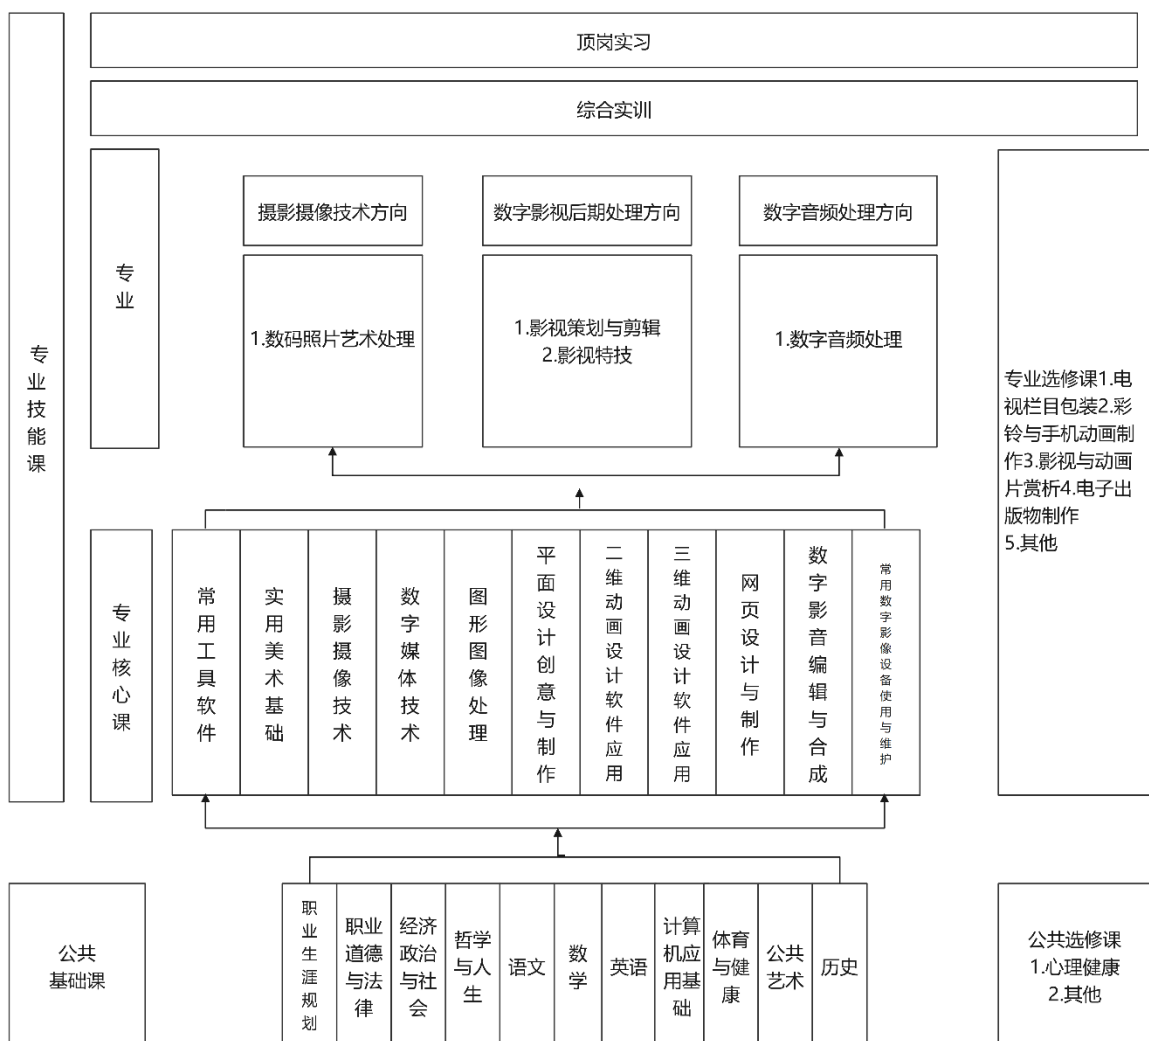 顶岗实习
综合实训
专业技能课
专业
摄影摄像技术方向
数字影视后期处理方向
数字音频处理方向
1.数码照片艺术处理
1.影视策划与剪辑
2.影视特技
1.数字音频处理
专业选修课1.电
视栏目包装2.彩
铃与手机动画制
作3.影视与动画
片赏析4.电子出
版物制作
5.其他
专业核心课
常用工具软件
实用美术基础
摄影摄像技术
数字媒体技术
图形图像处理
平面设计创意与制作
二维动画设计软件应用
三维动画设计软件应用
网页设计与制作
数字影音编辑与合成
常用数字影像设备使用与维护
公共
基础课
职业生涯规划
职业
道德
与法
律
经济
政治
与社
会
哲学
与人
生
语文
数
学
英语
计算
机应
用基
础
体育
与健
康
公共
艺术
历史
公共选修课
1.心理健康
2.其他